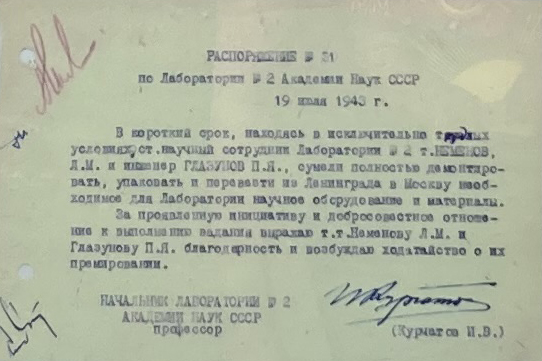 РАСПОРЯЖЕНИЕ № 31
по Лаборатории № 2 Академии Наук СССР
19 июля 1943 г.
В короткий срок, находясь в исключительно трудных
условиях, ст.научный сотрудник Лаборатории № 2 т.НЕМЕНОВ,
Л.М. и инженер ГЛАЗУНОВ П.Я., сумели полностью демонтиро-
вать, упаковать и перевезти из Ленинграда в Москву необ-
ходимое для Лаборатории научное оборудование и материалы.
За проявленную инициативу и добросовестное отноше-
ние к выполнению задания выражаю т.т.Неменову Л.М. и
Глазунову П.Я. благодарность и возбуждаю ходатайство о их
премировании.
НАЧАЛЬНИК ЛАБОРАТОРИИ № 2
АКАДЕМИИ НАУК СССР
профессор
(Курчатов И.В.)